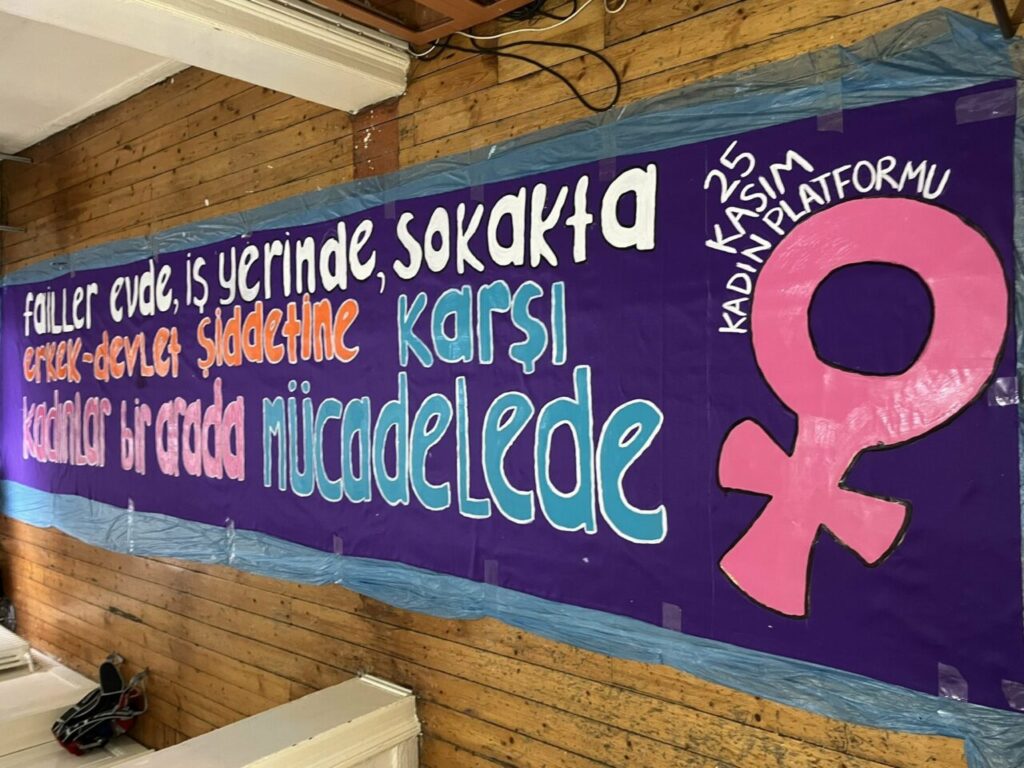 failler evde, iş yerinde, sokakta
erkek-devlet şiddetine karşı
kadınlar bir arada mücadelede
25
KASIM
KADIN PLATFORMU